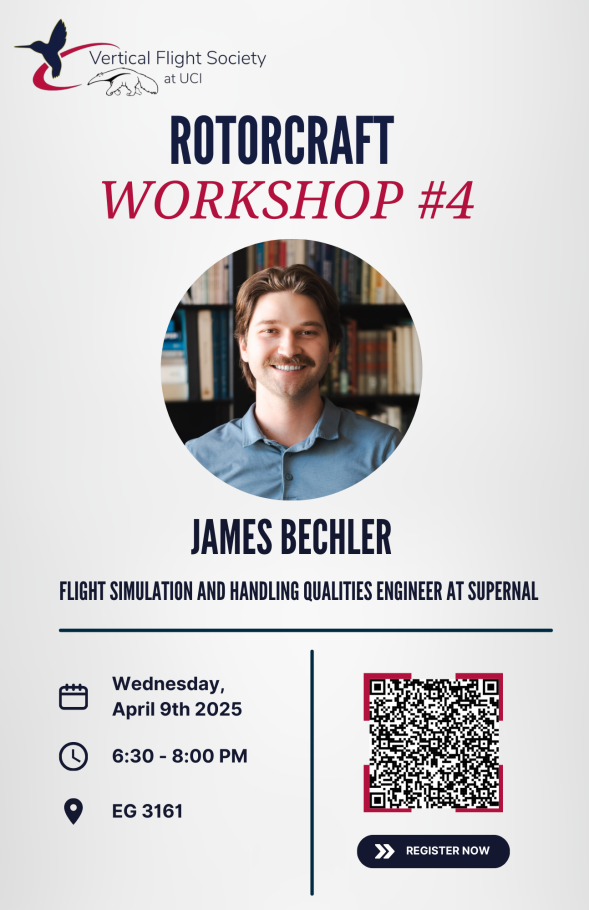 Vertical Flight Society
at UCI
ROTORCRAFT
WORKSHOP #4
JAMES BECHLER
FLIGHT SIMULATION AND HANDLING QUALITIES ENGINEER AT SUPERNAL
Wednesday,
April 9th 2025
6:30 - 8:00 PM
EG 3161
REGISTER NOW